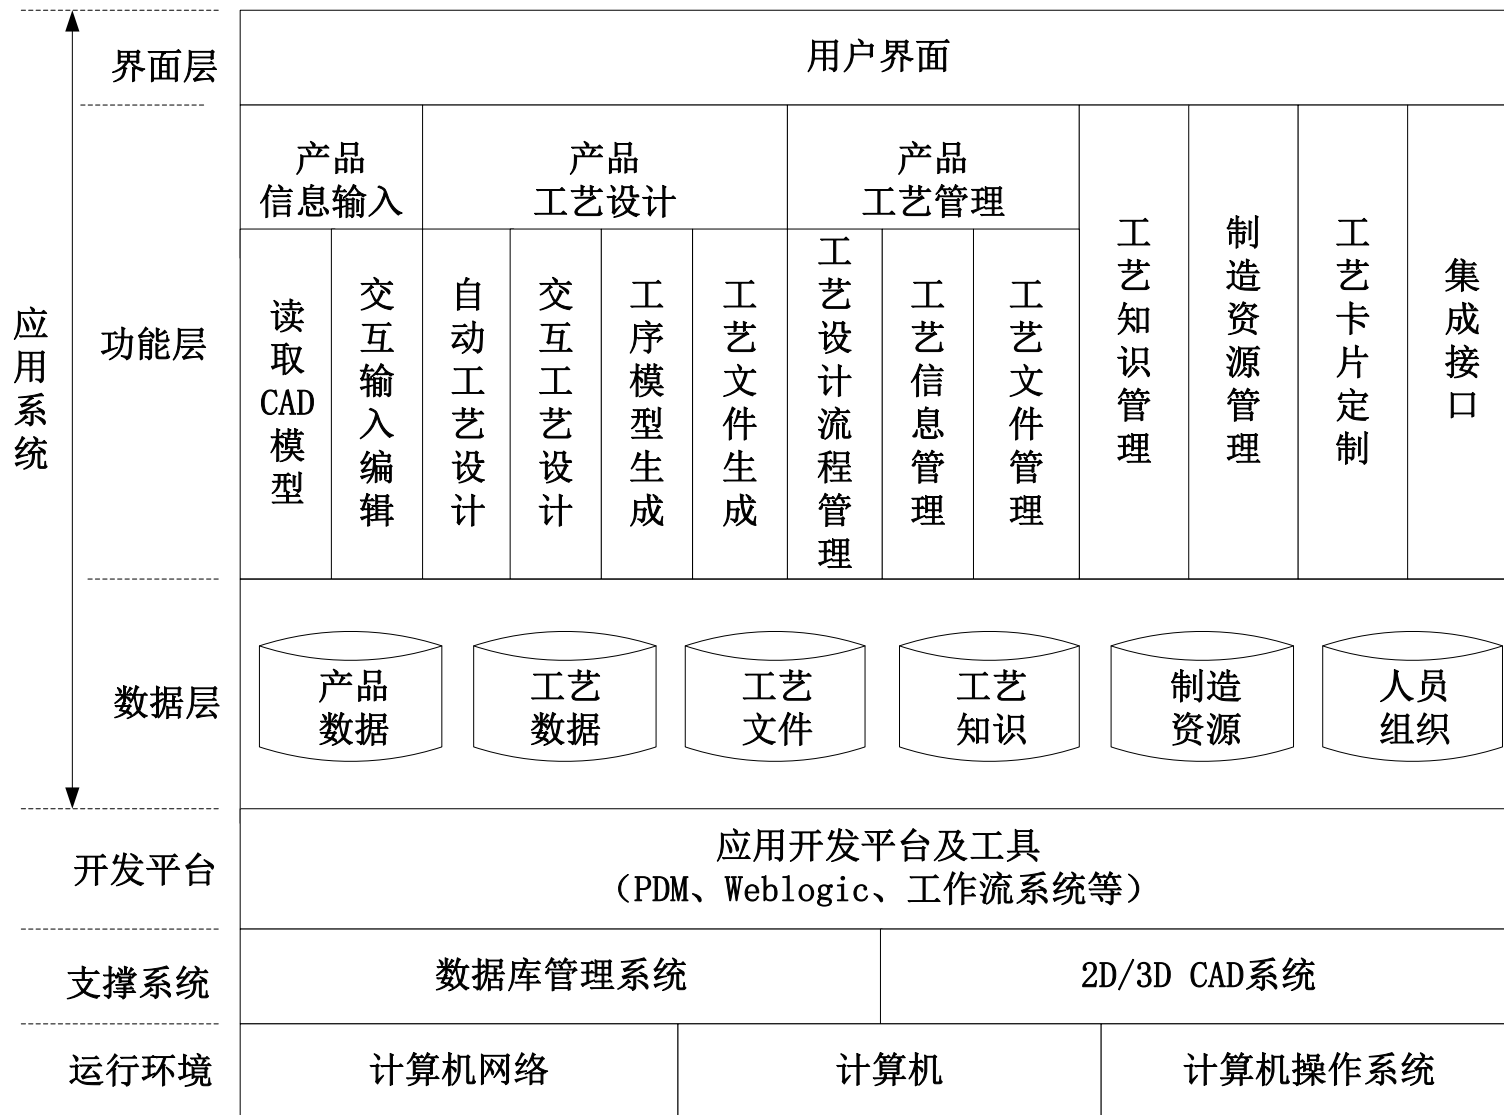 应用系统
界面层
用户界面
功能层
产品
信息输入
产品
工艺设计
产品
工艺管理
读取CAD模型
交互输入编辑
自动工艺设计
交互工艺设计
工序模型生成
工艺文件生成
工艺设计流程管理
工艺信息管理
工艺文件管理
工艺知识管理
制造资源管理
工艺卡片定制
集成接口
数据层
产品
数据
工艺
数据
工艺
文件
工艺
知识
制造
资源
人员
组织
开发平台
应用开发平台及工具
（PDM、Weblogic、工作流系统等）
支撑系统
数据库管理系统
2D/3D CAD系统
运行环境
计算机网络
计算机
计算机操作系统